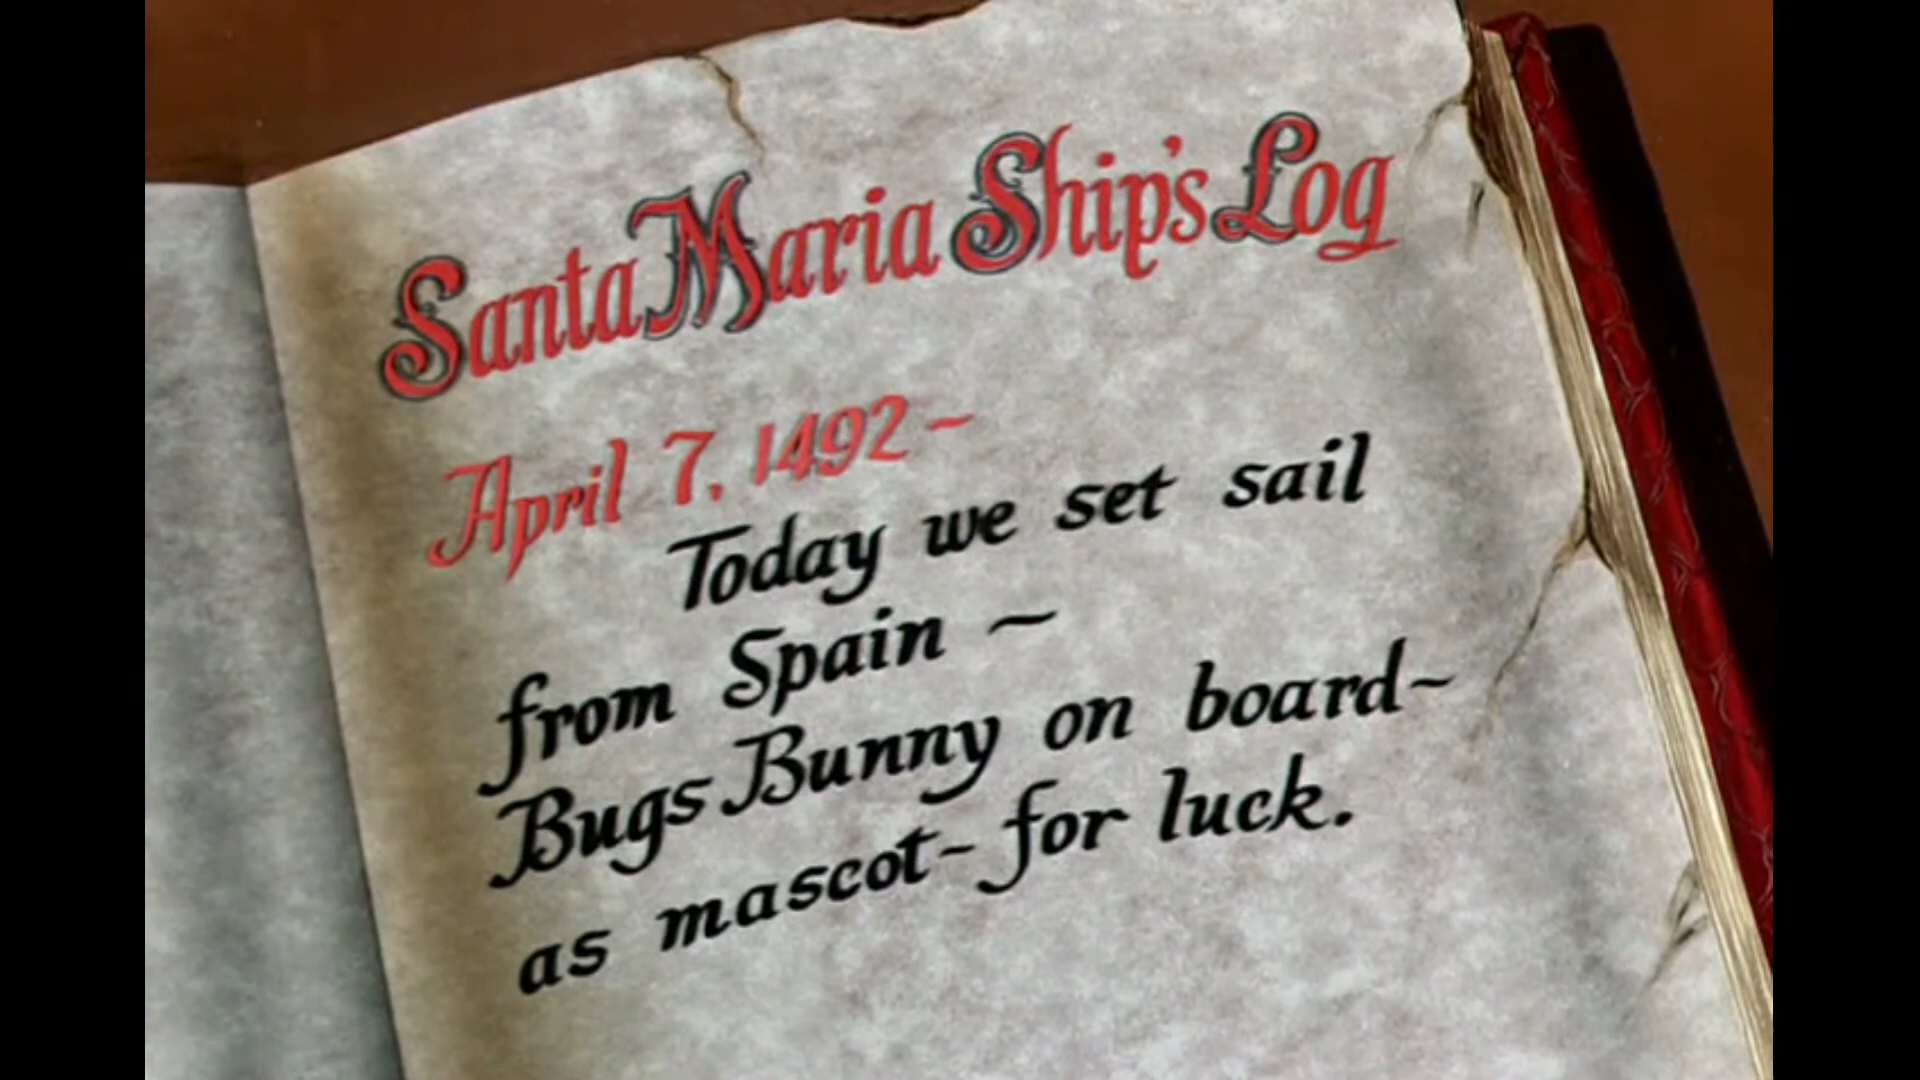 Santa Maria Ship's Log
April 7, 1492~
Today we set sail
from Spain ~
Bugs Bunny on board~
as mascot~ for luck.